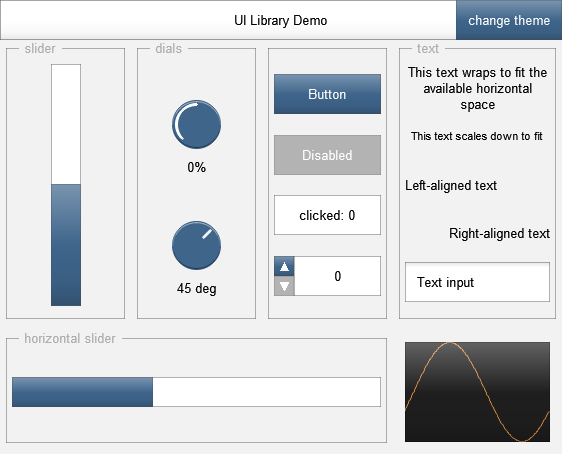 UI Library Demo
change theme
slider
dials
text
0%
45 deg
Button
Disabled
clicked: 0
0
This text wraps to fit the
available horizontal
space
This text scales down to fit
Left-aligned text
Right-aligned text
Text input
horizontal slider